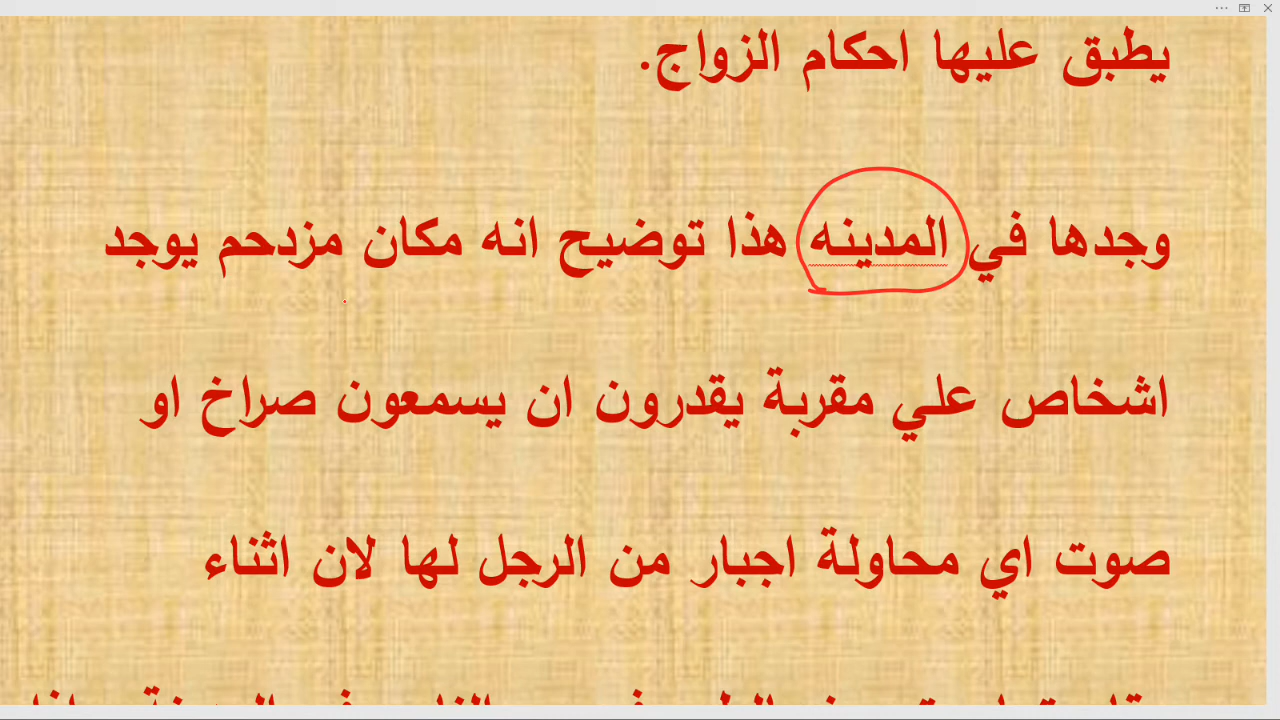 يطبق عليها احكام الزواج.
وجدها في المدينه هذا توضيح انه مكان مزدحم يوجد
اشخاص علي مقربة يقدرون ان يسمعون صراخ او
صوت اي محاولة اجبار من الرجل لها لان اثناء